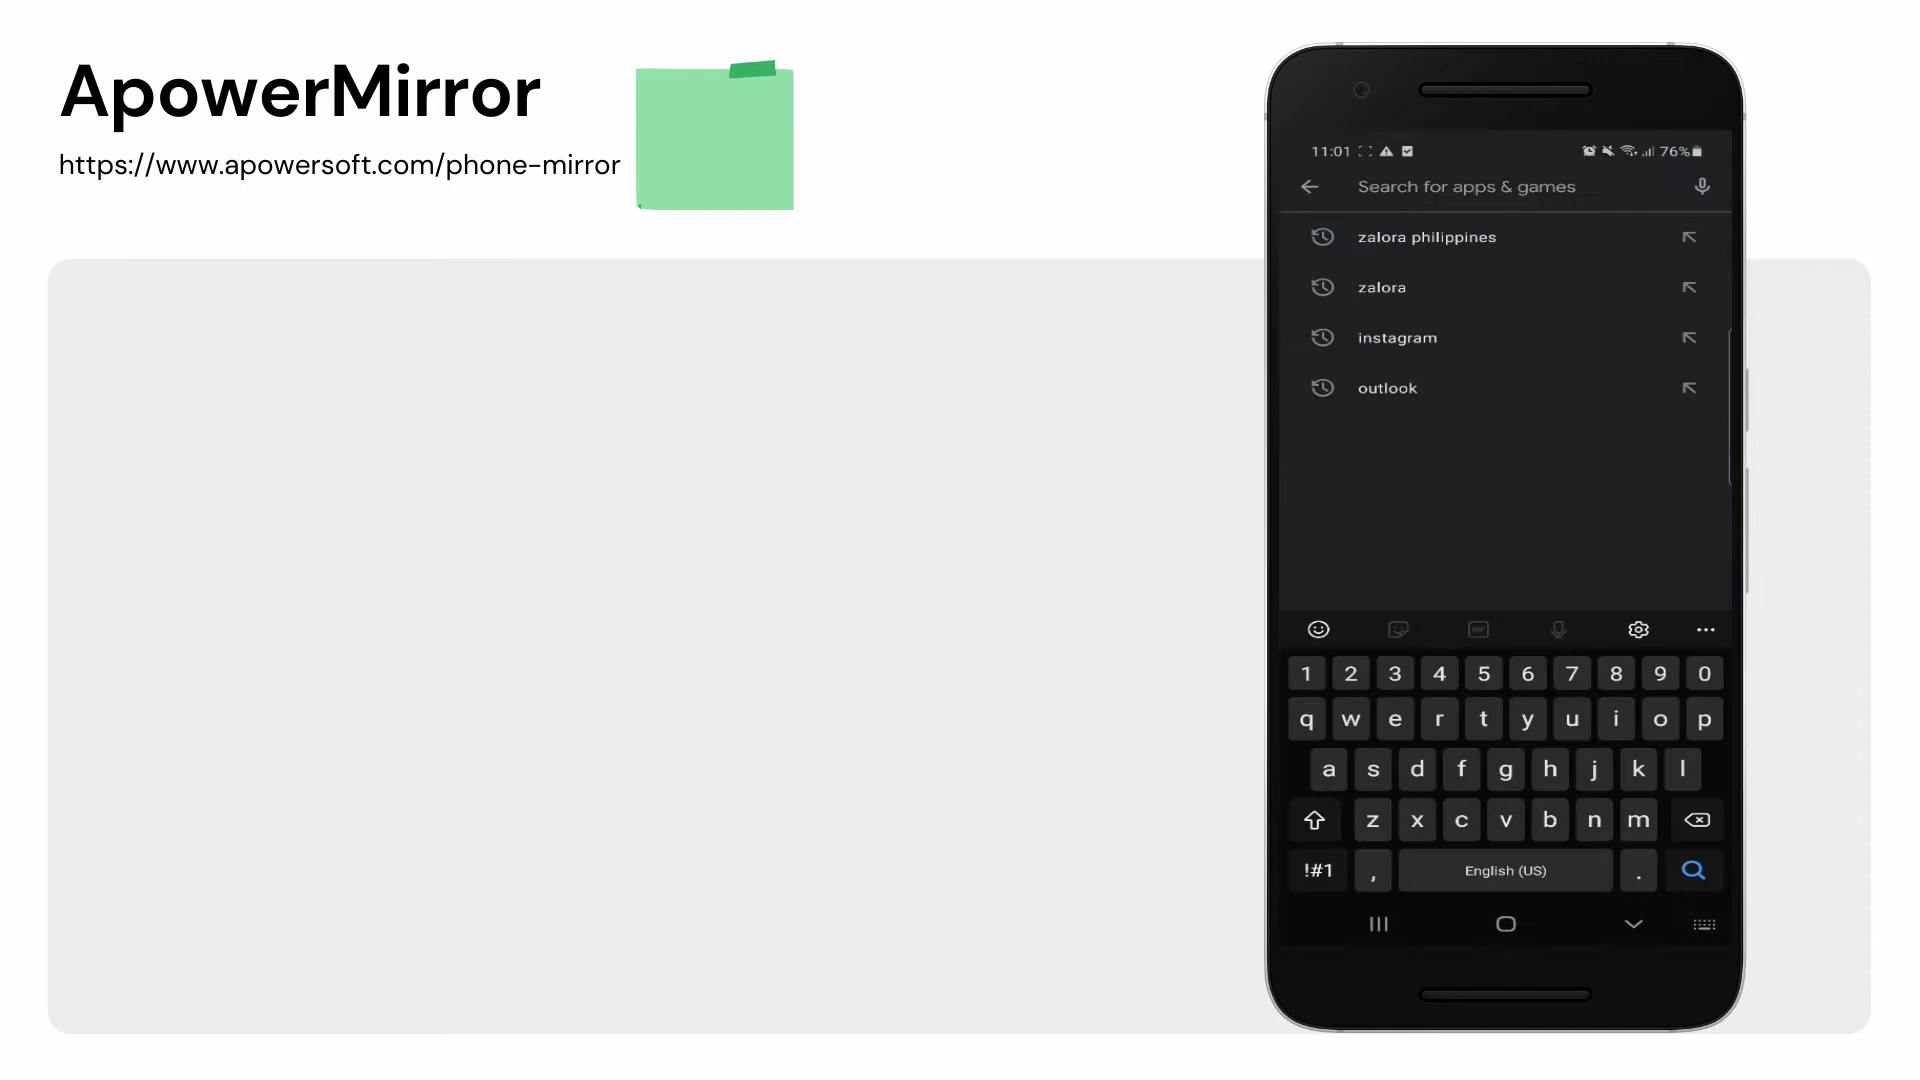 ApowerMirror
https://www.apowersoft.com/phone-mirror
11:01 76%
Search for apps & games
zalora philippines
zalora
instagram
outlook
GIF
1 2 3 4 5 6 7 8 9 0
q w e r t y u i o p
a s d f g h j k l
z x c v b n m
!#1 , English (US) .